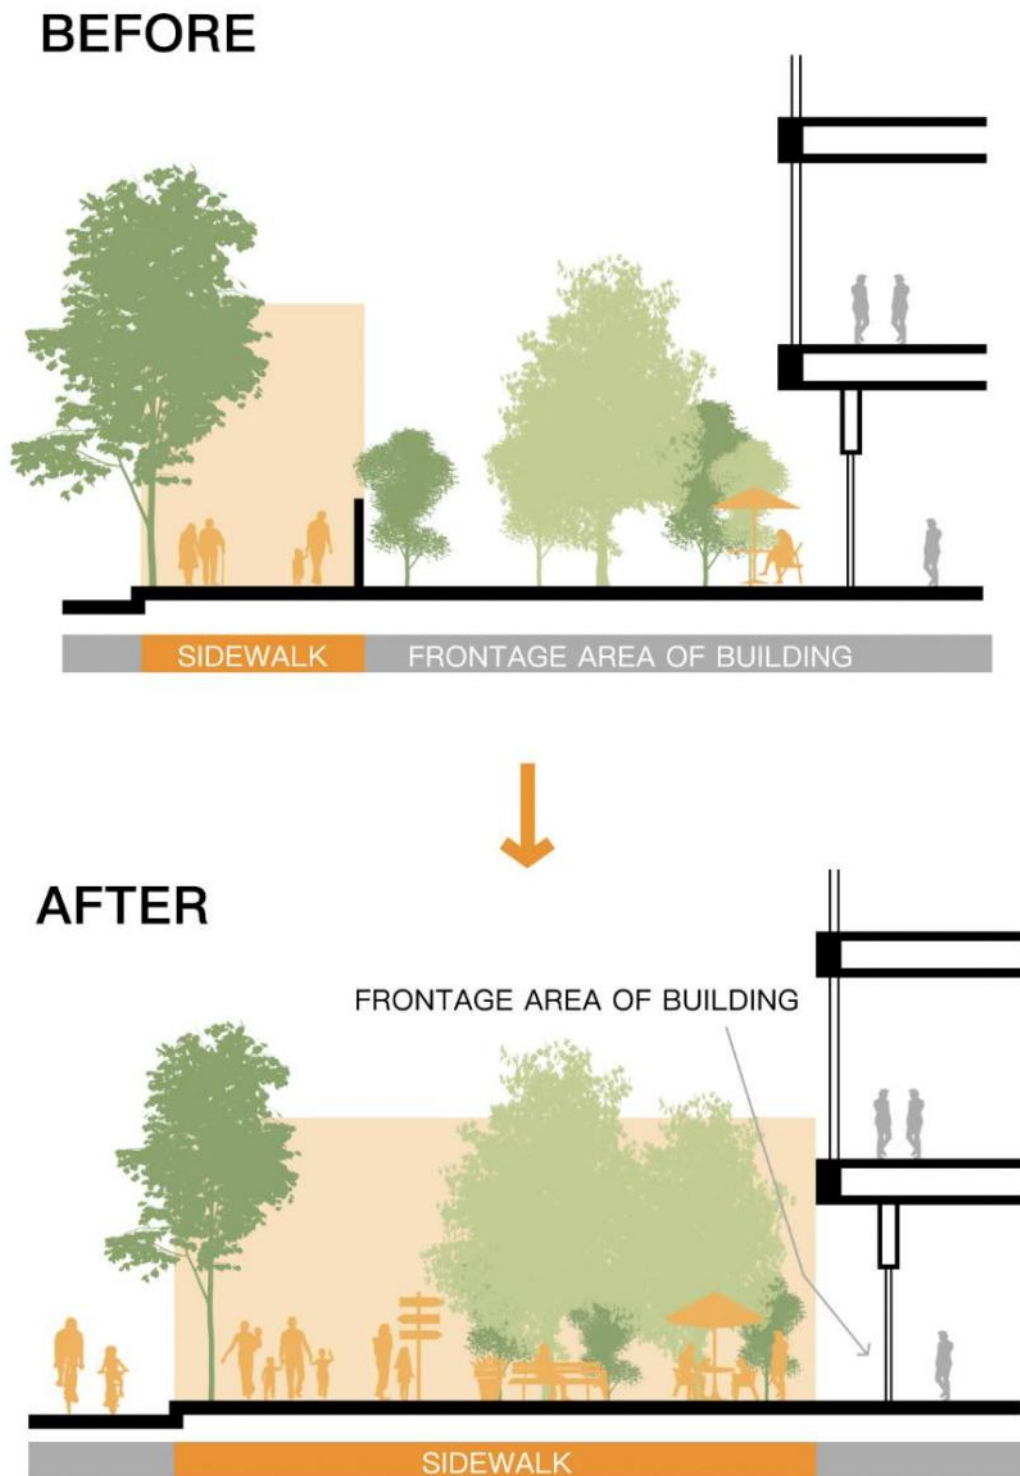 BEFORE
SIDEWALK
FRONTAGE AREA OF BUILDING
AFTER
FRONTAGE AREA OF BUILDING
SIDEWALK